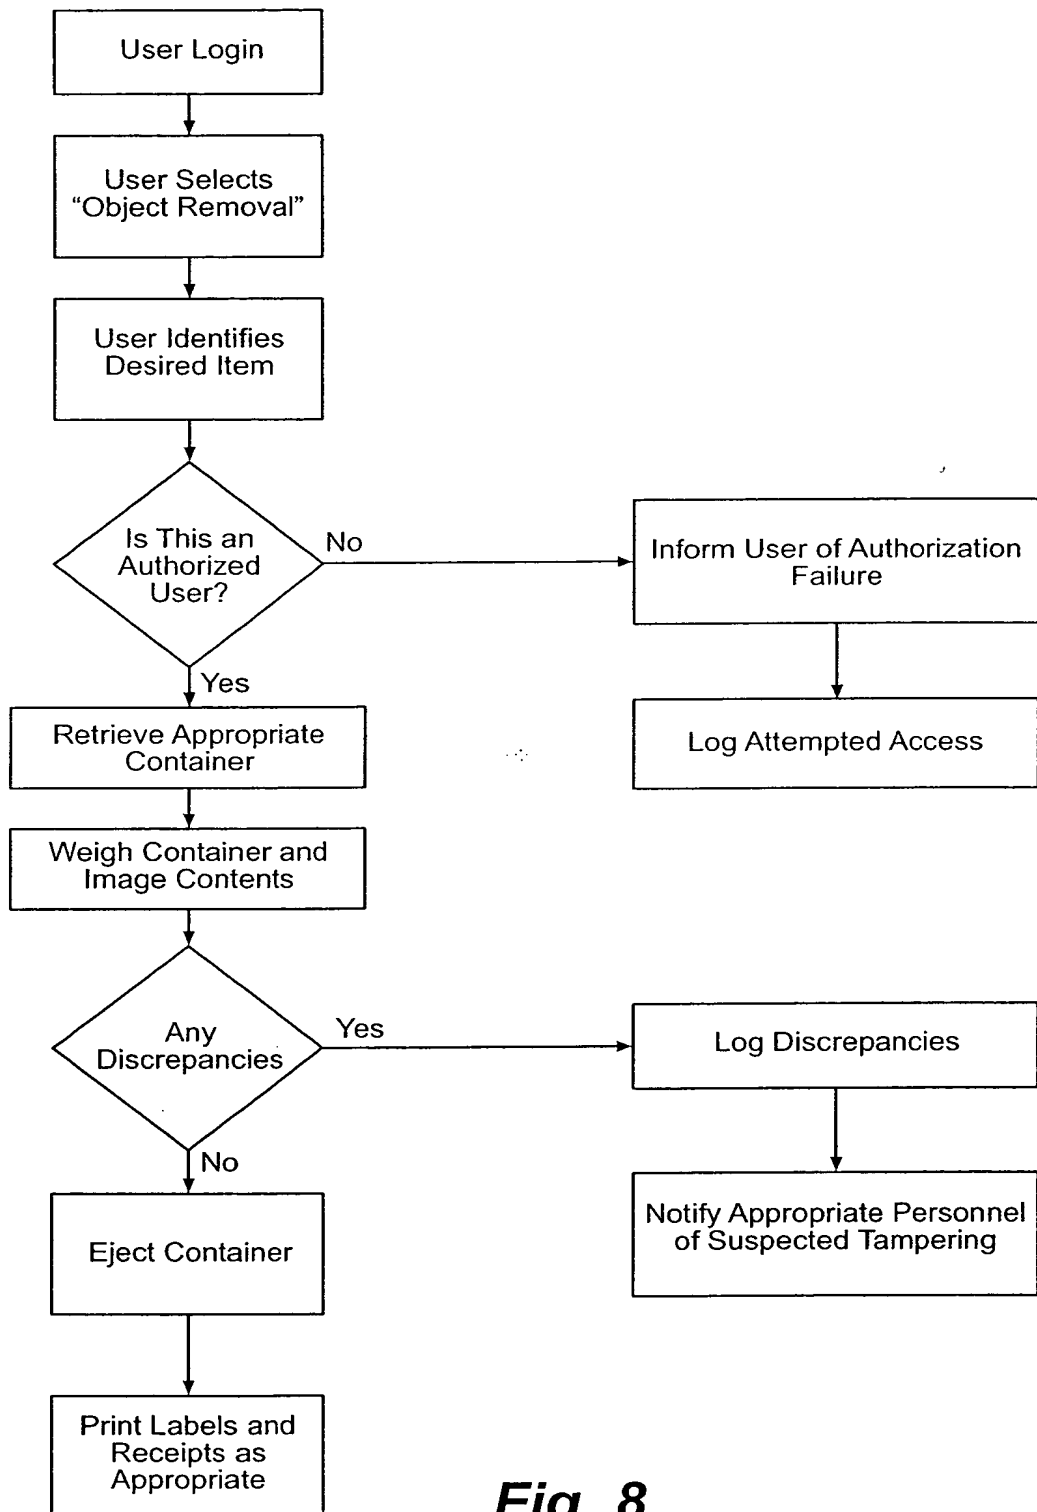 User Login
User Selects
“Object Removal”
User Identifies
Desired Item
Is This an
Authorized
User?
No
Inform User of Authorization
Failure
Yes
Log Attempted Access
Retrieve Appropriate
Container
Weigh Container and
Image Contents
Any
Discrepancies
Yes
Log Discrepancies
No
Notify Appropriate Personnel
of Suspected Tampering
Eject Container
Print Labels and
Receipts as
Appropriate
Fig. 8